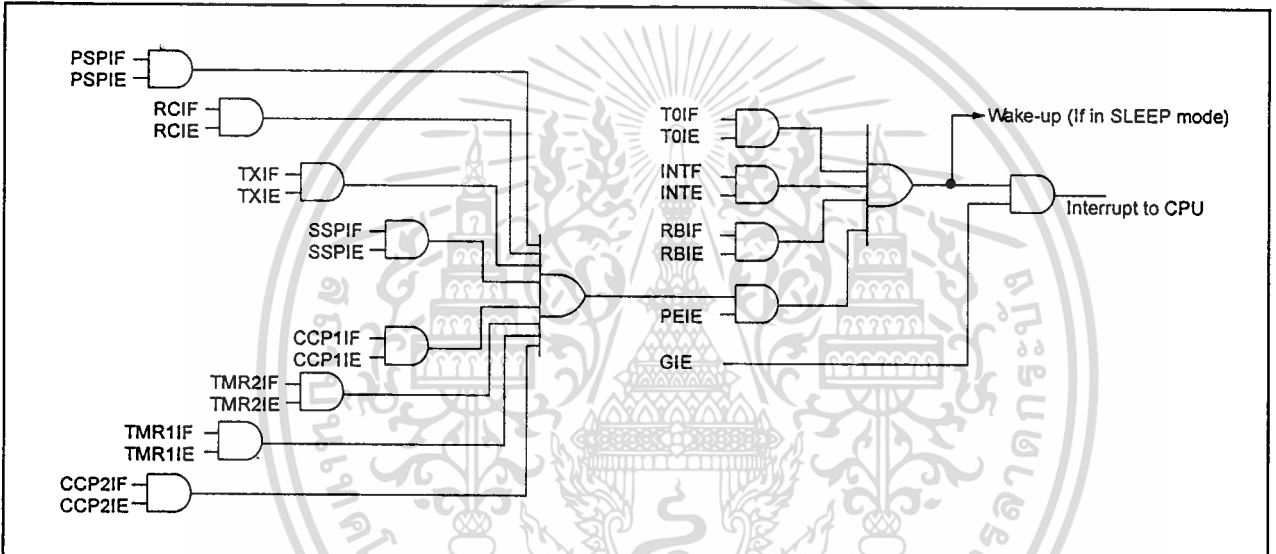 PSPIF
PSPIE
RCIF
RCIE
TXIF
TXIE
SSPIF
SSPIE
CCP1IF
CCP1IE
TMR2IF
TMR2IE
TMR1IF
TMR1IE
CCP2IF
CCP2IE
T0IF
T0IE
INTF
INTE
RBIF
RBIE
PEIE
GIE
Wake-up (If in SLEEP mode)
Interrupt to CPU